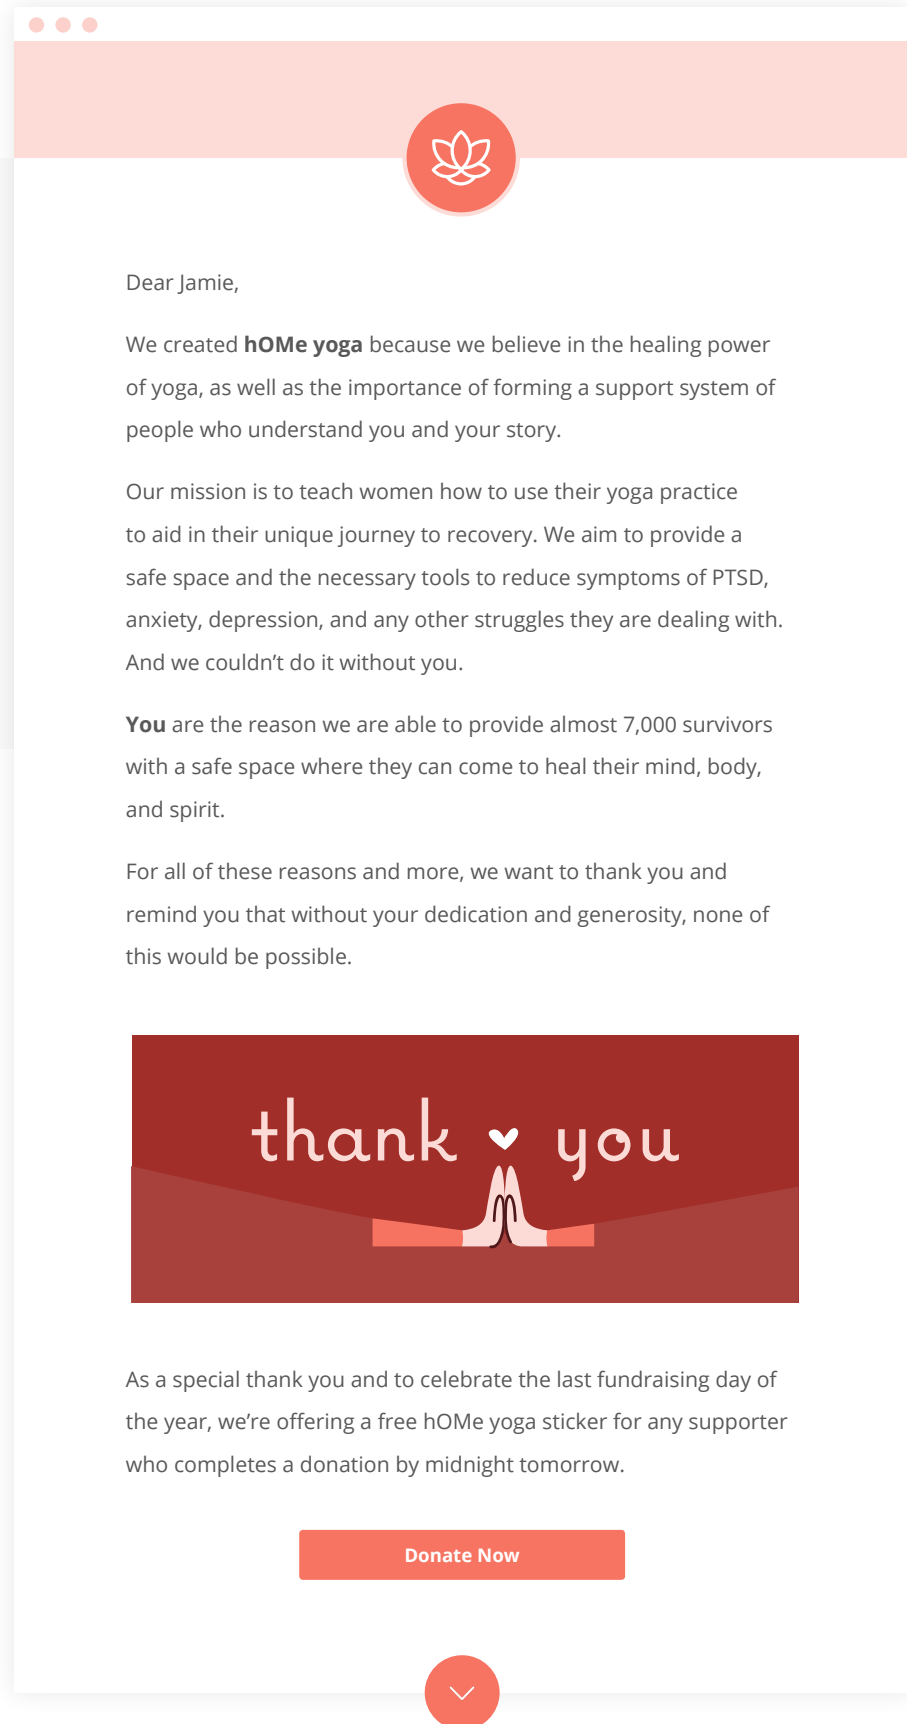 Dear Jamie,
We created hOMe yoga because we believe in the healing power
of yoga, as well as the importance of forming a support system of
people who understand you and your story.
Our mission is to teach women how to use their yoga practice
to aid in their unique journey to recovery. We aim to provide a
safe space and the necessary tools to reduce symptoms of PTSD,
anxiety, depression, and any other struggles they are dealing with.
And we couldn’t do it without you.
You are the reason we are able to provide almost 7,000 survivors
with a safe space where they can come to heal their mind, body,
and spirit.
For all of these reasons and more, we want to thank you and
remind you that without your dedication and generosity, none of
this would be possible.
thank you
As a special thank you and to celebrate the last fundraising day of
the year, we’re offering a free hOMe yoga sticker for any supporter
who completes a donation by midnight tomorrow.
Donate Now